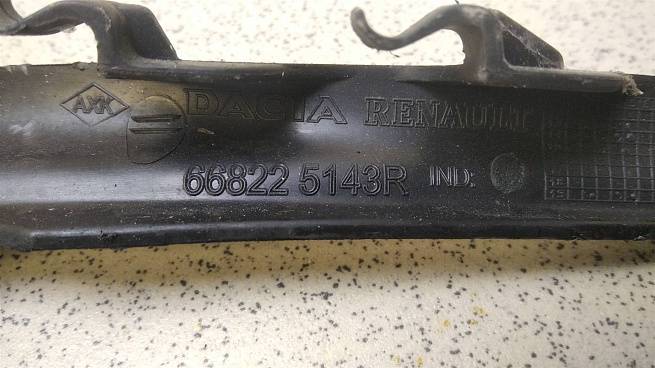 AXK DACIA RENAULT
66822 5143R IND: